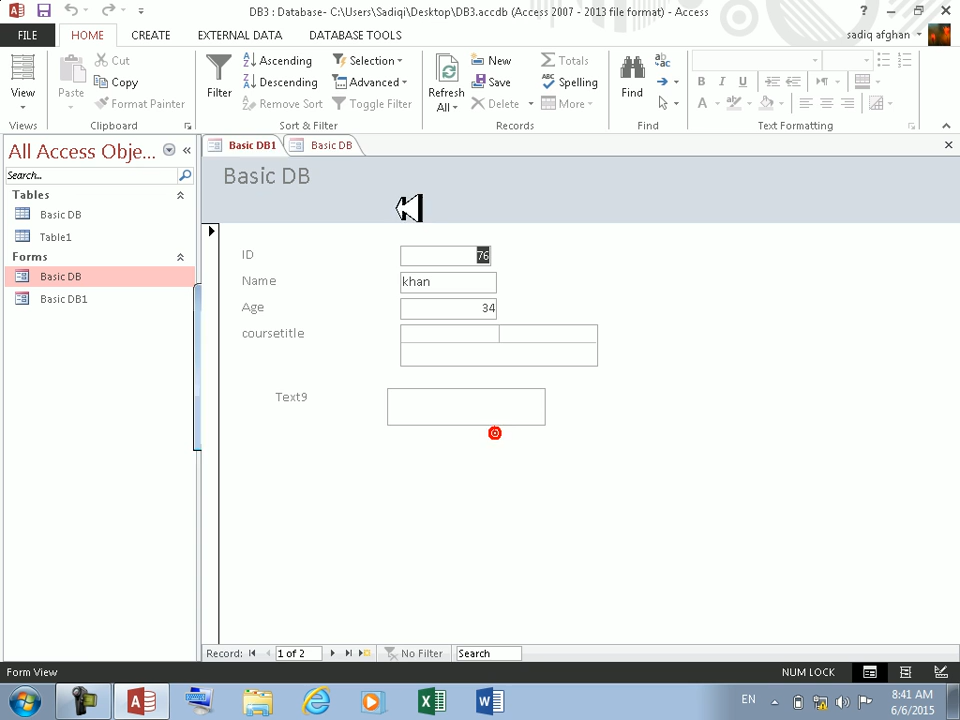 DB3 : Database- C:\Users\Sadiqi\Desktop\DB3.accdb (Access 2007 - 2013 file format) - Access
FILE HOME CREATE EXTERNAL DATA DATABASE TOOLS sadiq afghan
View
Views
Paste
Cut
Copy
Format Painter
Clipboard
Filter
Ascending
Descending
Remove Sort
Selection
Advanced
Toggle Filter
Sort & Filter
Refresh
All
New
Save
Delete
Totals
Spelling
More
Records
Find
ab
ac
Find
B I U
A
Text Formatting
All Access Obje...
Search...
Tables
Basic DB
Table1
Forms
Basic DB
Basic DB1
Basic DB1 Basic DB
Basic DB
ID 76
Name khan
Age 34
coursetitle
Text9
Record: 1 of 2 No Filter Search
Form View NUM LOCK
EN 8:41 AM
6/6/2015